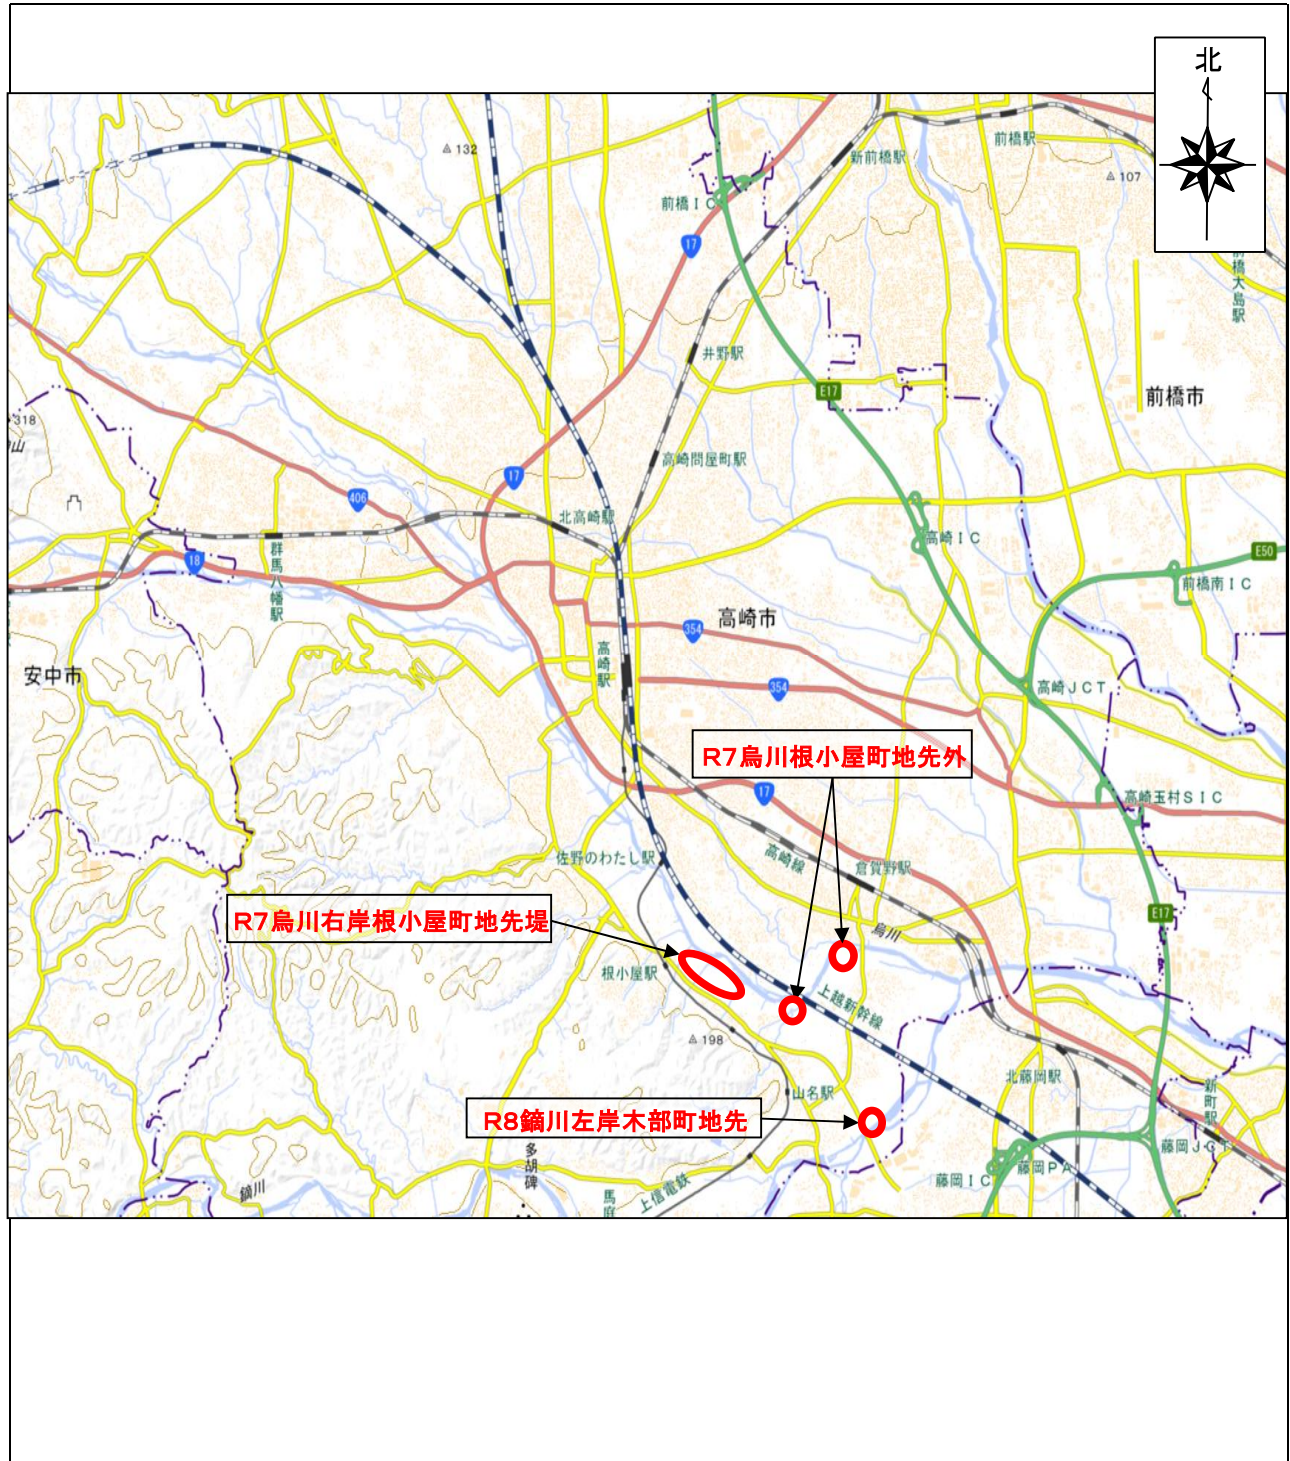 北
132
新前橋駅
前橋駅
107
前橋IC
17
前橋大島駅
井野駅
E17
前橋市
318
山
高崎問屋町駅
17
406
北高崎駅
高崎IC
群馬八幡駅
18
E50
前橋南IC
高崎市
354
高崎駅
安中市
354
高崎JCT
R7烏川根小屋町地先外
17
高崎玉村SIC
佐野のわたし駅
高崎線
倉賀野駅
R7烏川右岸根小屋町地先堤
E17
烏川
根小屋駅
上越新幹線
198
北藤岡駅
山名駅
新町駅
R8鏑川左岸木部町地先
多胡碑
藤岡JCT
藤岡PA
藤岡IC
鏑川
上信電鉄
馬庭